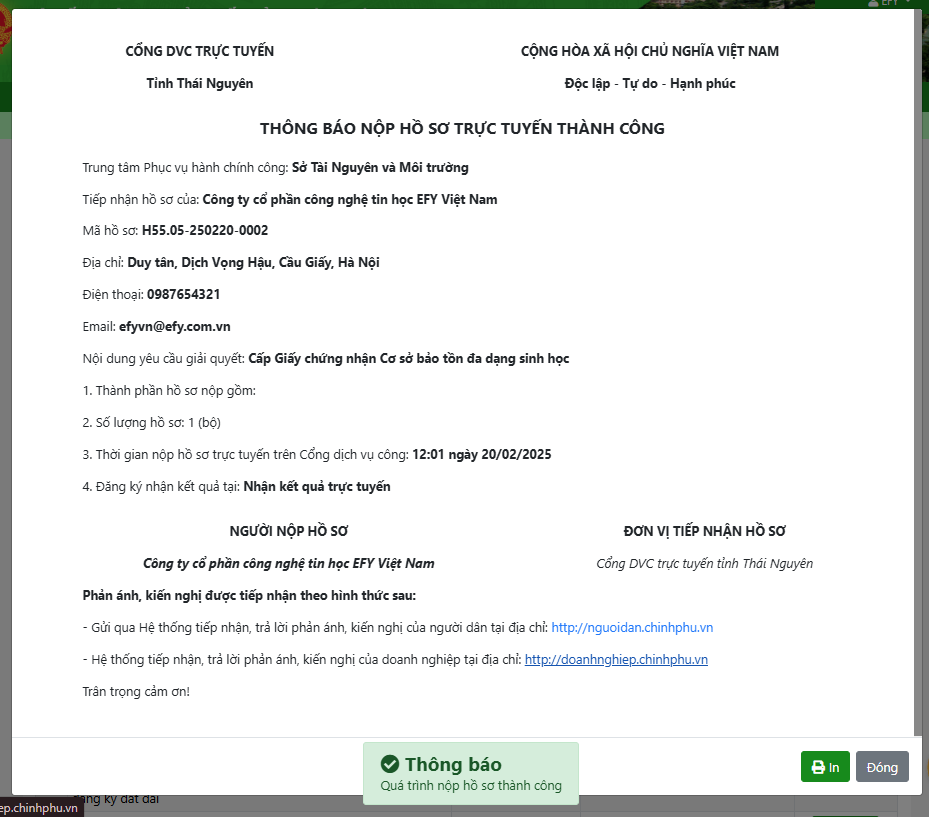 EFY
CỔNG DVC TRỰC TUYẾN
CỘNG HÒA XÃ HỘI CHỦ NGHĨA VIỆT NAM
Tỉnh Thái Nguyên
Độc lập - Tự do - Hạnh phúc
THÔNG BÁO NỘP HỒ SƠ TRỰC TUYẾN THÀNH CÔNG
Trung tâm Phục vụ hành chính công: Sở Tài Nguyên và Môi trường
Tiếp nhận hồ sơ của: Công ty cổ phần công nghệ tin học EFY Việt Nam
Mã hồ sơ: H55.05-250220-0002
Địa chỉ: Duy tân, Dịch Vọng Hậu, Cầu Giấy, Hà Nội
Điện thoại: 0987654321
Email: efyvn@efy.com.vn
Nội dung yêu cầu giải quyết: Cấp Giấy chứng nhận Cơ sở bảo tồn đa dạng sinh học
1. Thành phần hồ sơ nộp gồm:
2. Số lượng hồ sơ: 1 (bộ)
3. Thời gian nộp hồ sơ trực tuyến trên Cổng dịch vụ công: 12:01 ngày 20/02/2025
4. Đăng ký nhận kết quả tại: Nhận kết quả trực tuyến
NGƯỜI NỘP HỒ SƠ
ĐƠN VỊ TIẾP NHẬN HỒ SƠ
Công ty cổ phần công nghệ tin học EFY Việt Nam
Cổng DVC trực tuyến tỉnh Thái Nguyên
Phản ánh, kiến nghị được tiếp nhận theo hình thức sau:
- Gửi qua Hệ thống tiếp nhận, trả lời phản ánh, kiến nghị của người dân tại địa chỉ: http://nguoidan.chinhphu.vn
- Hệ thống tiếp nhận, trả lời phản ánh, kiến nghị của doanh nghiệp tại địa chỉ: http://doanhnghiep.chinhphu.vn
Trân trọng cảm ơn!
Thông báo
Quá trình nộp hồ sơ thành công
In
Đóng
đăng ký đất đai
ep.chinhphu.vn